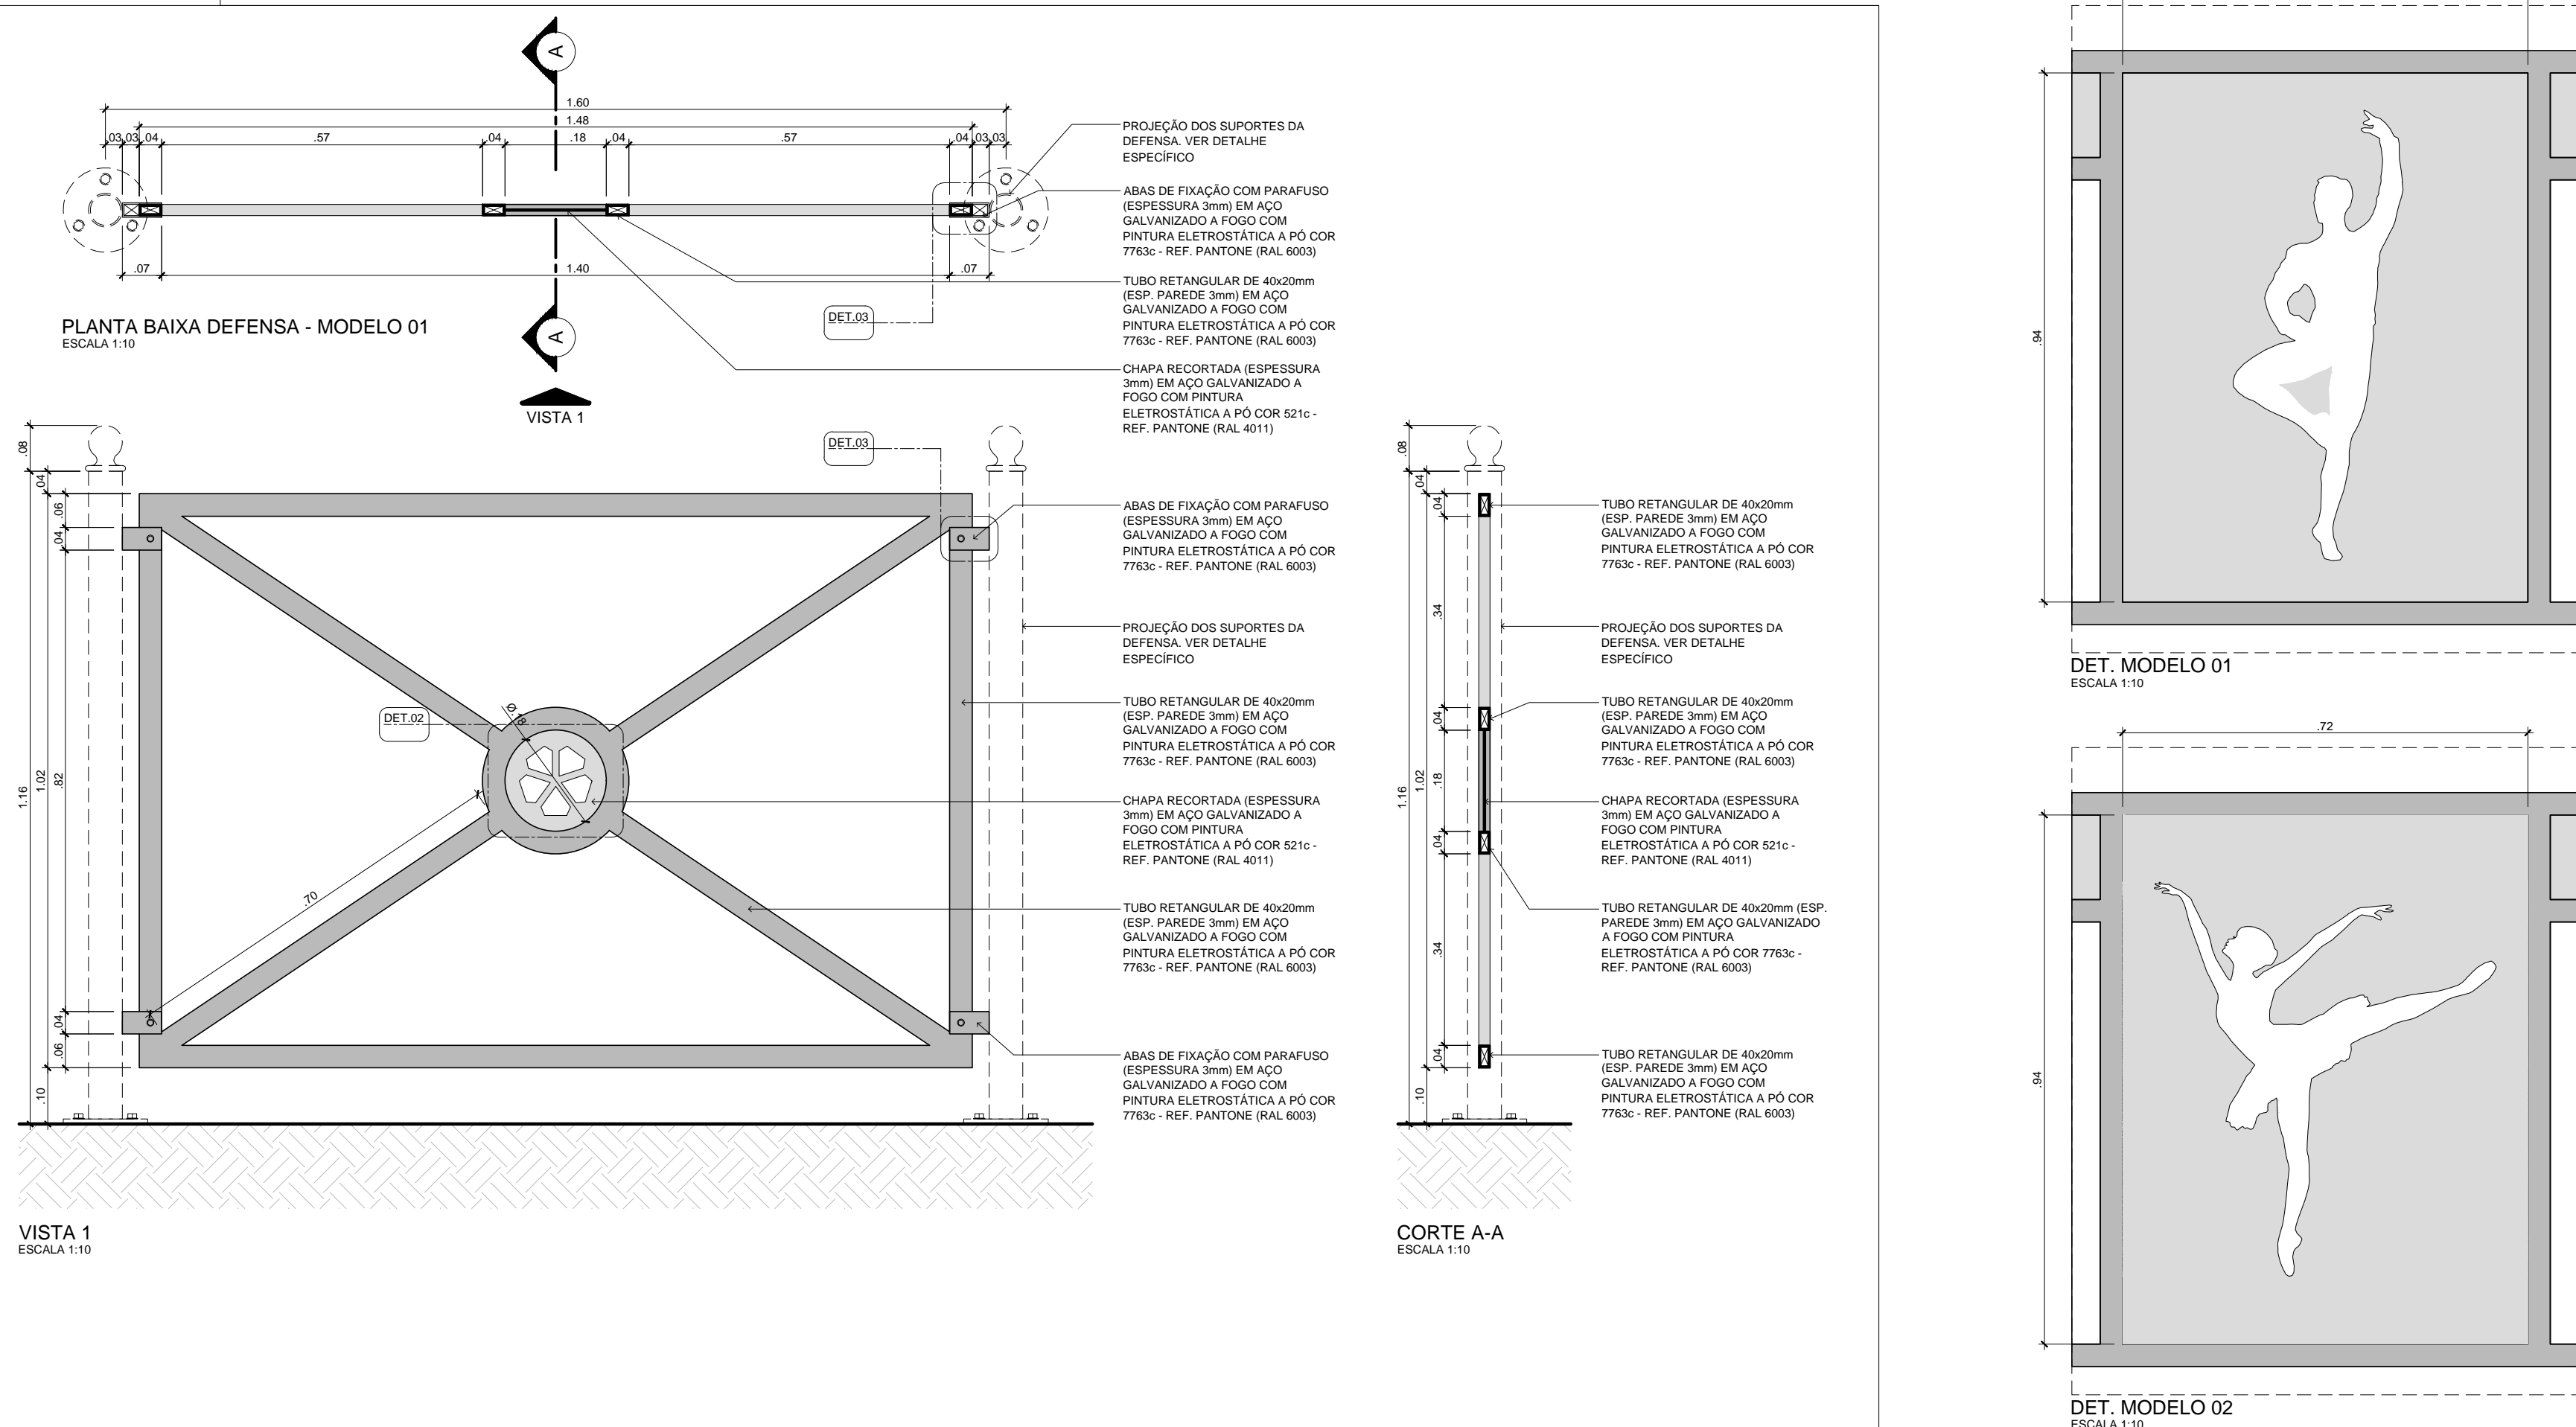 A
1.60
1.48
.03 .03 .04 .57 .04 .18 .04 .57 .04 .03 .03
.07 1.40 .07
DET.03
A
PLANTA BAIXA DEFENSA - MODELO 01
ESCALA 1:10
VISTA 1
PROJEÇÃO DOS SUPORTES DA
DEFENSA. VER DETALHE
ESPECÍFICO
ABAS DE FIXAÇÃO COM PARAFUSO
(ESPESSURA 3mm) EM AÇO
GALVANIZADO A FOGO COM
PINTURA ELETROSTÁTICA A PÓ COR
7763c - REF. PANTONE (RAL 6003)
TUBO RETANGULAR DE 40x20mm
(ESP. PAREDE 3mm) EM AÇO
GALVANIZADO A FOGO COM
PINTURA ELETROSTÁTICA A PÓ COR
7763c - REF. PANTONE (RAL 6003)
CHAPA RECORTADA (ESPESSURA
3mm) EM AÇO GALVANIZADO A
FOGO COM PINTURA
ELETROSTÁTICA A PÓ COR 521c -
REF. PANTONE (RAL 4011)
.08
.04
.06
.04
1.16
1.02
.82
.04
.06
.10
DET.03
DET.02
Ø.18
.70
ABAS DE FIXAÇÃO COM PARAFUSO
(ESPESSURA 3mm) EM AÇO
GALVANIZADO A FOGO COM
PINTURA ELETROSTÁTICA A PÓ COR
7763c - REF. PANTONE (RAL 6003)
PROJEÇÃO DOS SUPORTES DA
DEFENSA. VER DETALHE
ESPECÍFICO
TUBO RETANGULAR DE 40x20mm
(ESP. PAREDE 3mm) EM AÇO
GALVANIZADO A FOGO COM
PINTURA ELETROSTÁTICA A PÓ COR
7763c - REF. PANTONE (RAL 6003)
CHAPA RECORTADA (ESPESSURA
3mm) EM AÇO GALVANIZADO A
FOGO COM PINTURA
ELETROSTÁTICA A PÓ COR 521c -
REF. PANTONE (RAL 4011)
TUBO RETANGULAR DE 40x20mm
(ESP. PAREDE 3mm) EM AÇO
GALVANIZADO A FOGO COM
PINTURA ELETROSTÁTICA A PÓ COR
7763c - REF. PANTONE (RAL 6003)
ABAS DE FIXAÇÃO COM PARAFUSO
(ESPESSURA 3mm) EM AÇO
GALVANIZADO A FOGO COM
PINTURA ELETROSTÁTICA A PÓ COR
7763c - REF. PANTONE (RAL 6003)
VISTA 1
ESCALA 1:10
.08
.04
.04
.34
.04
1.16
1.02
.18
.04
.34
.04
.10
TUBO RETANGULAR DE 40x20mm
(ESP. PAREDE 3mm) EM AÇO
GALVANIZADO A FOGO COM
PINTURA ELETROSTÁTICA A PÓ COR
7763c - REF. PANTONE (RAL 6003)
PROJEÇÃO DOS SUPORTES DA
DEFENSA. VER DETALHE
ESPECÍFICO
TUBO RETANGULAR DE 40x20mm
(ESP. PAREDE 3mm) EM AÇO
GALVANIZADO A FOGO COM
PINTURA ELETROSTÁTICA A PÓ COR
7763c - REF. PANTONE (RAL 6003)
CHAPA RECORTADA (ESPESSURA
3mm) EM AÇO GALVANIZADO A
FOGO COM PINTURA
ELETROSTÁTICA A PÓ COR 521c -
REF. PANTONE (RAL 4011)
TUBO RETANGULAR DE 40x20mm (ESP.
PAREDE 3mm) EM AÇO GALVANIZADO
A FOGO COM PINTURA
ELETROSTÁTICA A PÓ COR 7763c -
REF. PANTONE (RAL 6003)
TUBO RETANGULAR DE 40x20mm
(ESP. PAREDE 3mm) EM AÇO
GALVANIZADO A FOGO COM
PINTURA ELETROSTÁTICA A PÓ COR
7763c - REF. PANTONE (RAL 6003)
CORTE A-A
ESCALA 1:10
.94
DET. MODELO 01
ESCALA 1:10
.72
.94
DET. MODELO 02
ESCALA 1:10